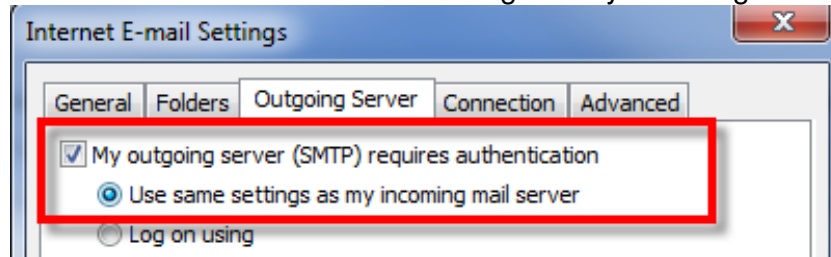 Internet E-mail Settings
General Folders Outgoing Server Connection Advanced
My outgoing server (SMTP) requires authentication
Use same settings as my incoming mail server
Log on using